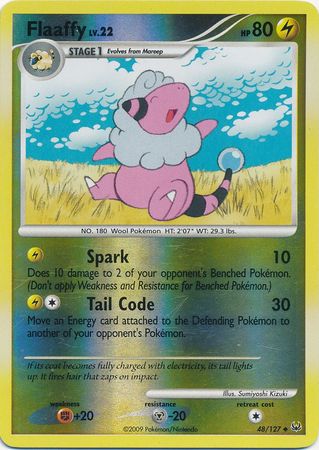 Flaaffy LV.22 HP 80
STAGE 1 Evolves from Mareep
NO. 180 Wool Pokémon HT: 2'07" WT: 29.3 lbs.
Spark 10
Does 10 damage to 2 of your opponent's Benched Pokémon.
(Don't apply Weakness and Resistance for Benched Pokémon.)
Tail Code 30
Move an Energy card attached to the Defending Pokémon to
another of your opponent's Pokémon.
If its coat becomes fully charged with electricity, its tail lights
up. It fires hair that zaps on impact.
Illus. Sumiyoshi Kizuki
weakness resistance retreat cost
+20 -20
©2009 Pokémon/Nintendo 48/127